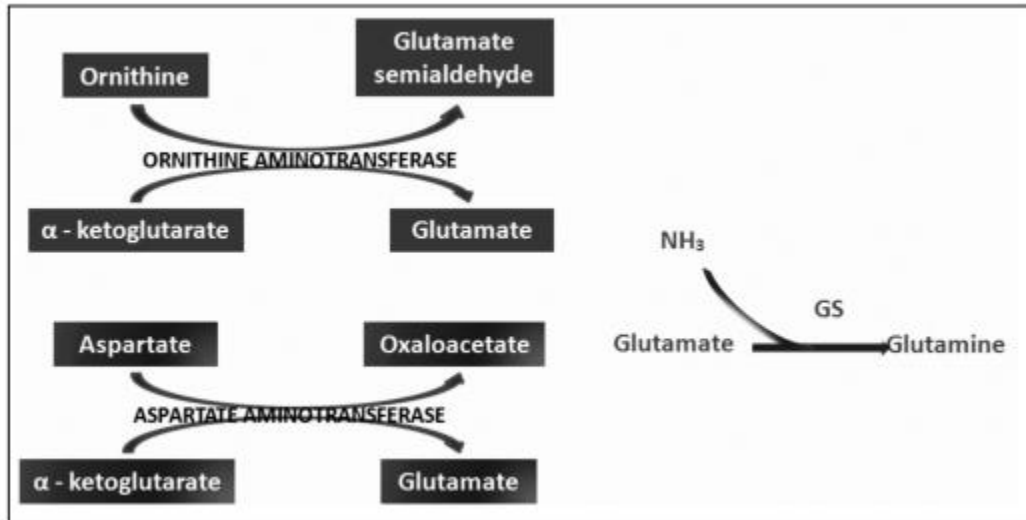 Ornithine
Glutamate
semialdehyde
ORNITHINE AMINOTRANSFERASE
α - ketoglutarate
Glutamate
Aspartate
Oxaloacetate
ASPARTATE AMINOTRANSFERASE
α - ketoglutarate
Glutamate
NH₃
GS
Glutamate
Glutamine